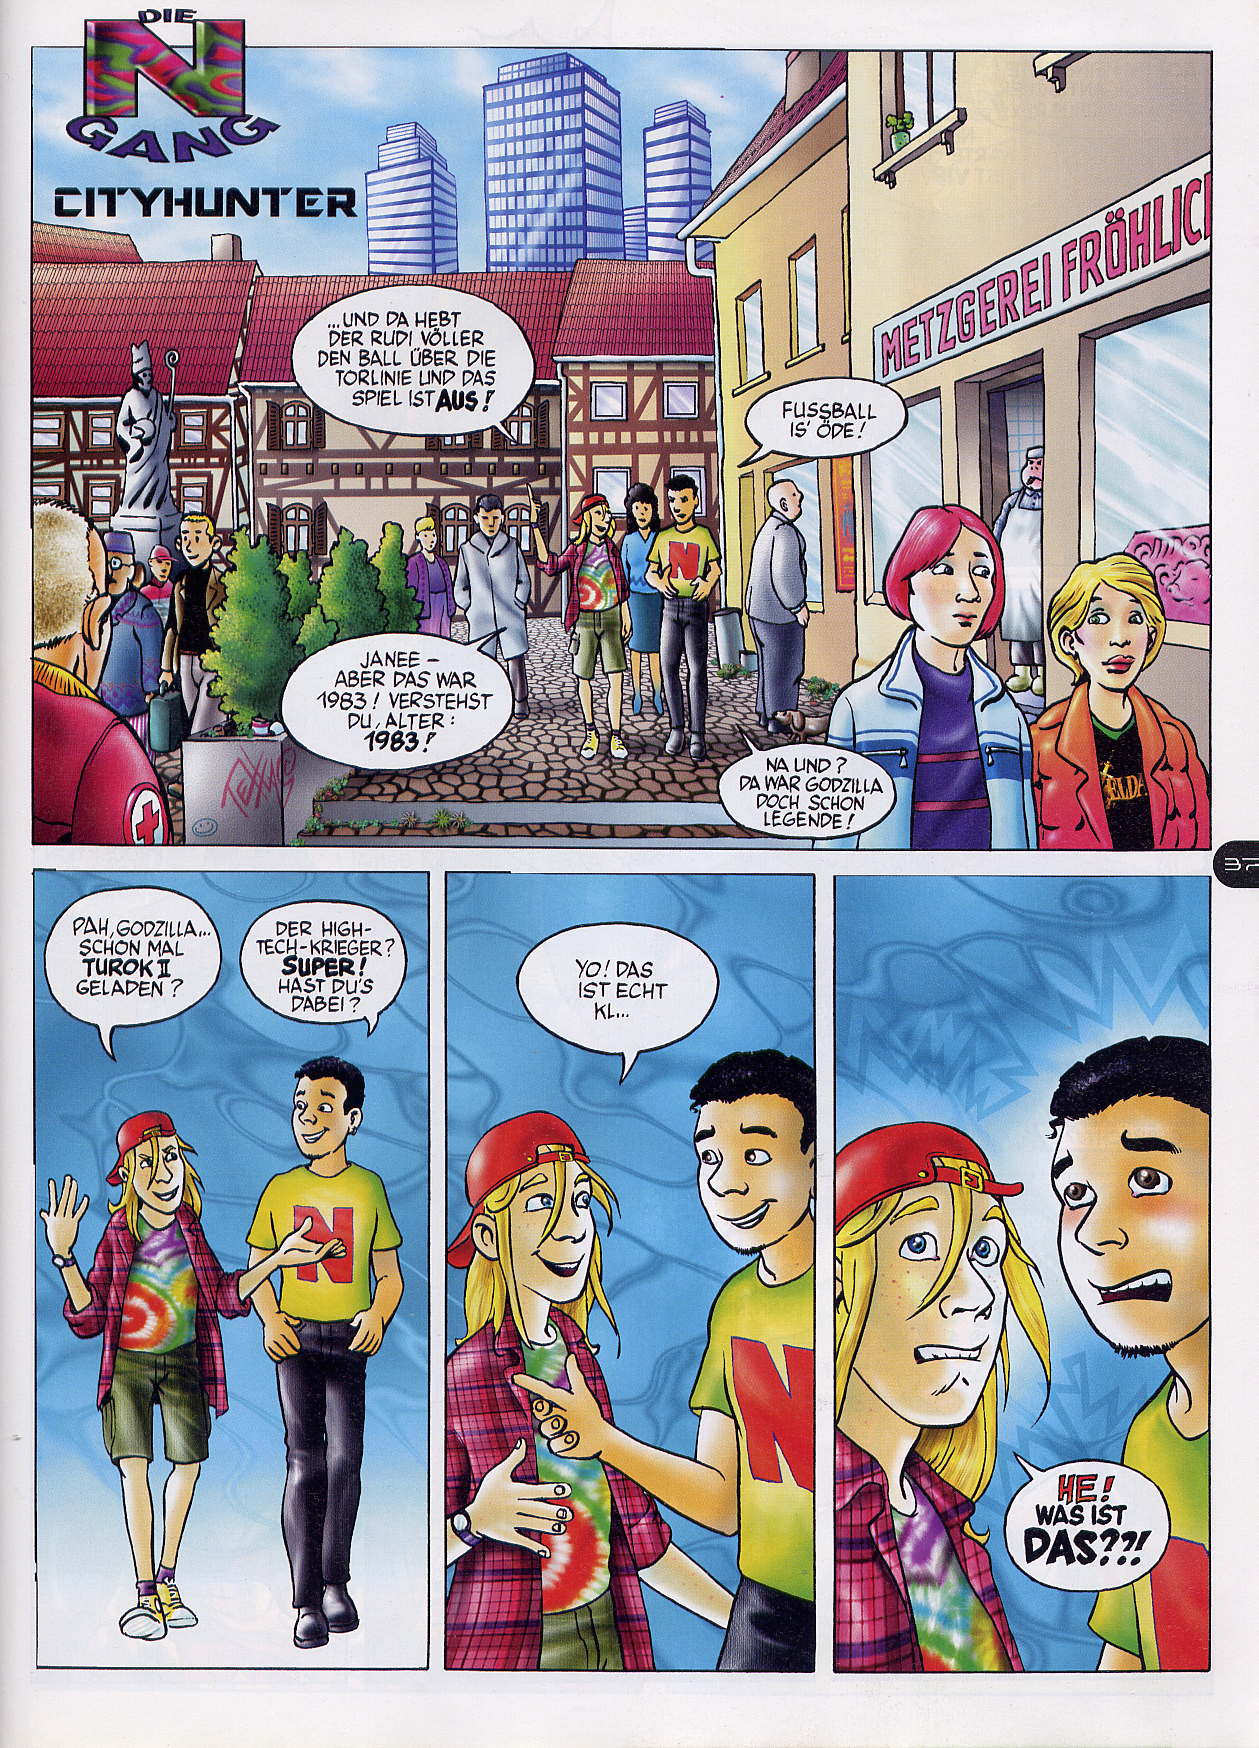 DIE
N
GANG
CITYHUNTER
METZGEREI FRÖHLICH
...UND DA HEBT
DER RUDI VÖLLER
DEN BALL ÜBER DIE
TORLINIE UND DAS
SPIEL IST AUS!
FUSSBALL
IS' ÖDE!
N
JANEE –
ABER DAS WAR
1983! VERSTEHST
DU, ALTER:
1983!
NA UND?
DA WAR GODZILLA
DOCH SCHON
LEGENDE!
ZELDA
37
PAH, GODZILLA...
SCHON MAL
TUROK II
GELADEN?
DER HIGH-
TECH-KRIEGER?
SUPER!
HAST DU'S
DABEI?
N
YO! DAS
IST ECHT
KL...
N
HE!
WAS IST
DAS??!